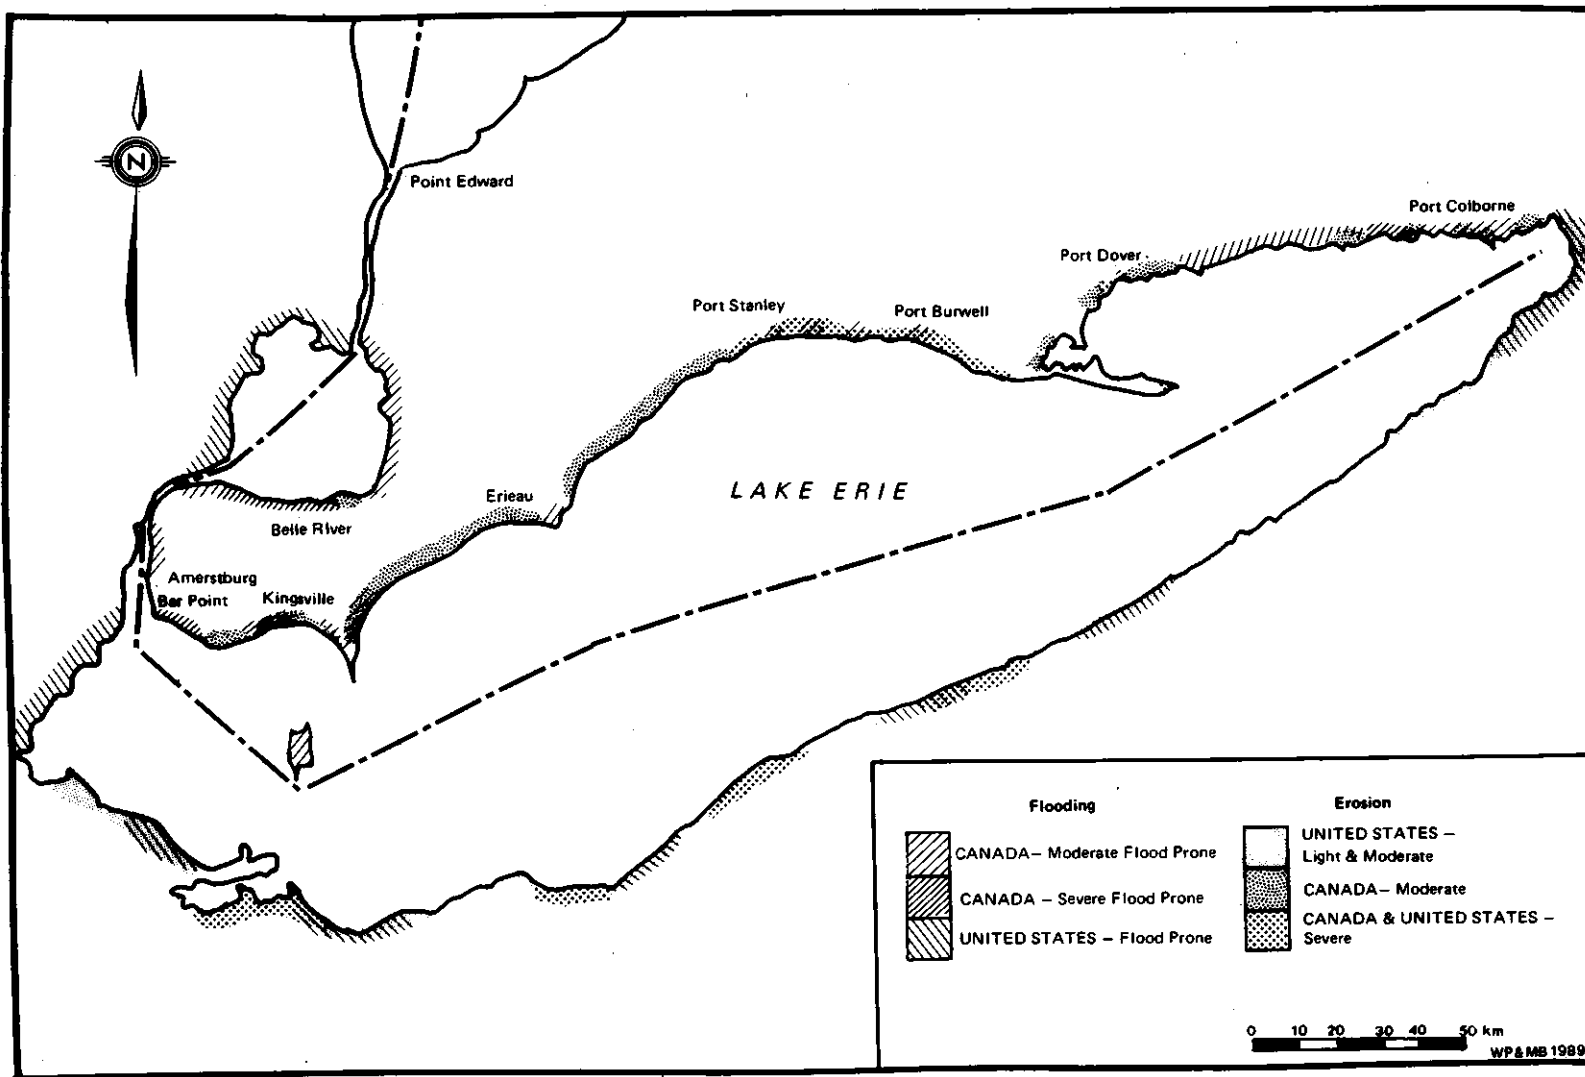 N
Point Edward
Port Colborne
Port Dover
Port Stanley
Port Burwell
LAKE ERIE
Erieau
Belle River
Amerstburg
Bar Point
Kingsville
Flooding
CANADA– Moderate Flood Prone
CANADA – Severe Flood Prone
UNITED STATES – Flood Prone
Erosion
UNITED STATES –
Light & Moderate
CANADA– Moderate
CANADA & UNITED STATES –
Severe
0 10 20 30 40 50 km
WP&MB 1989